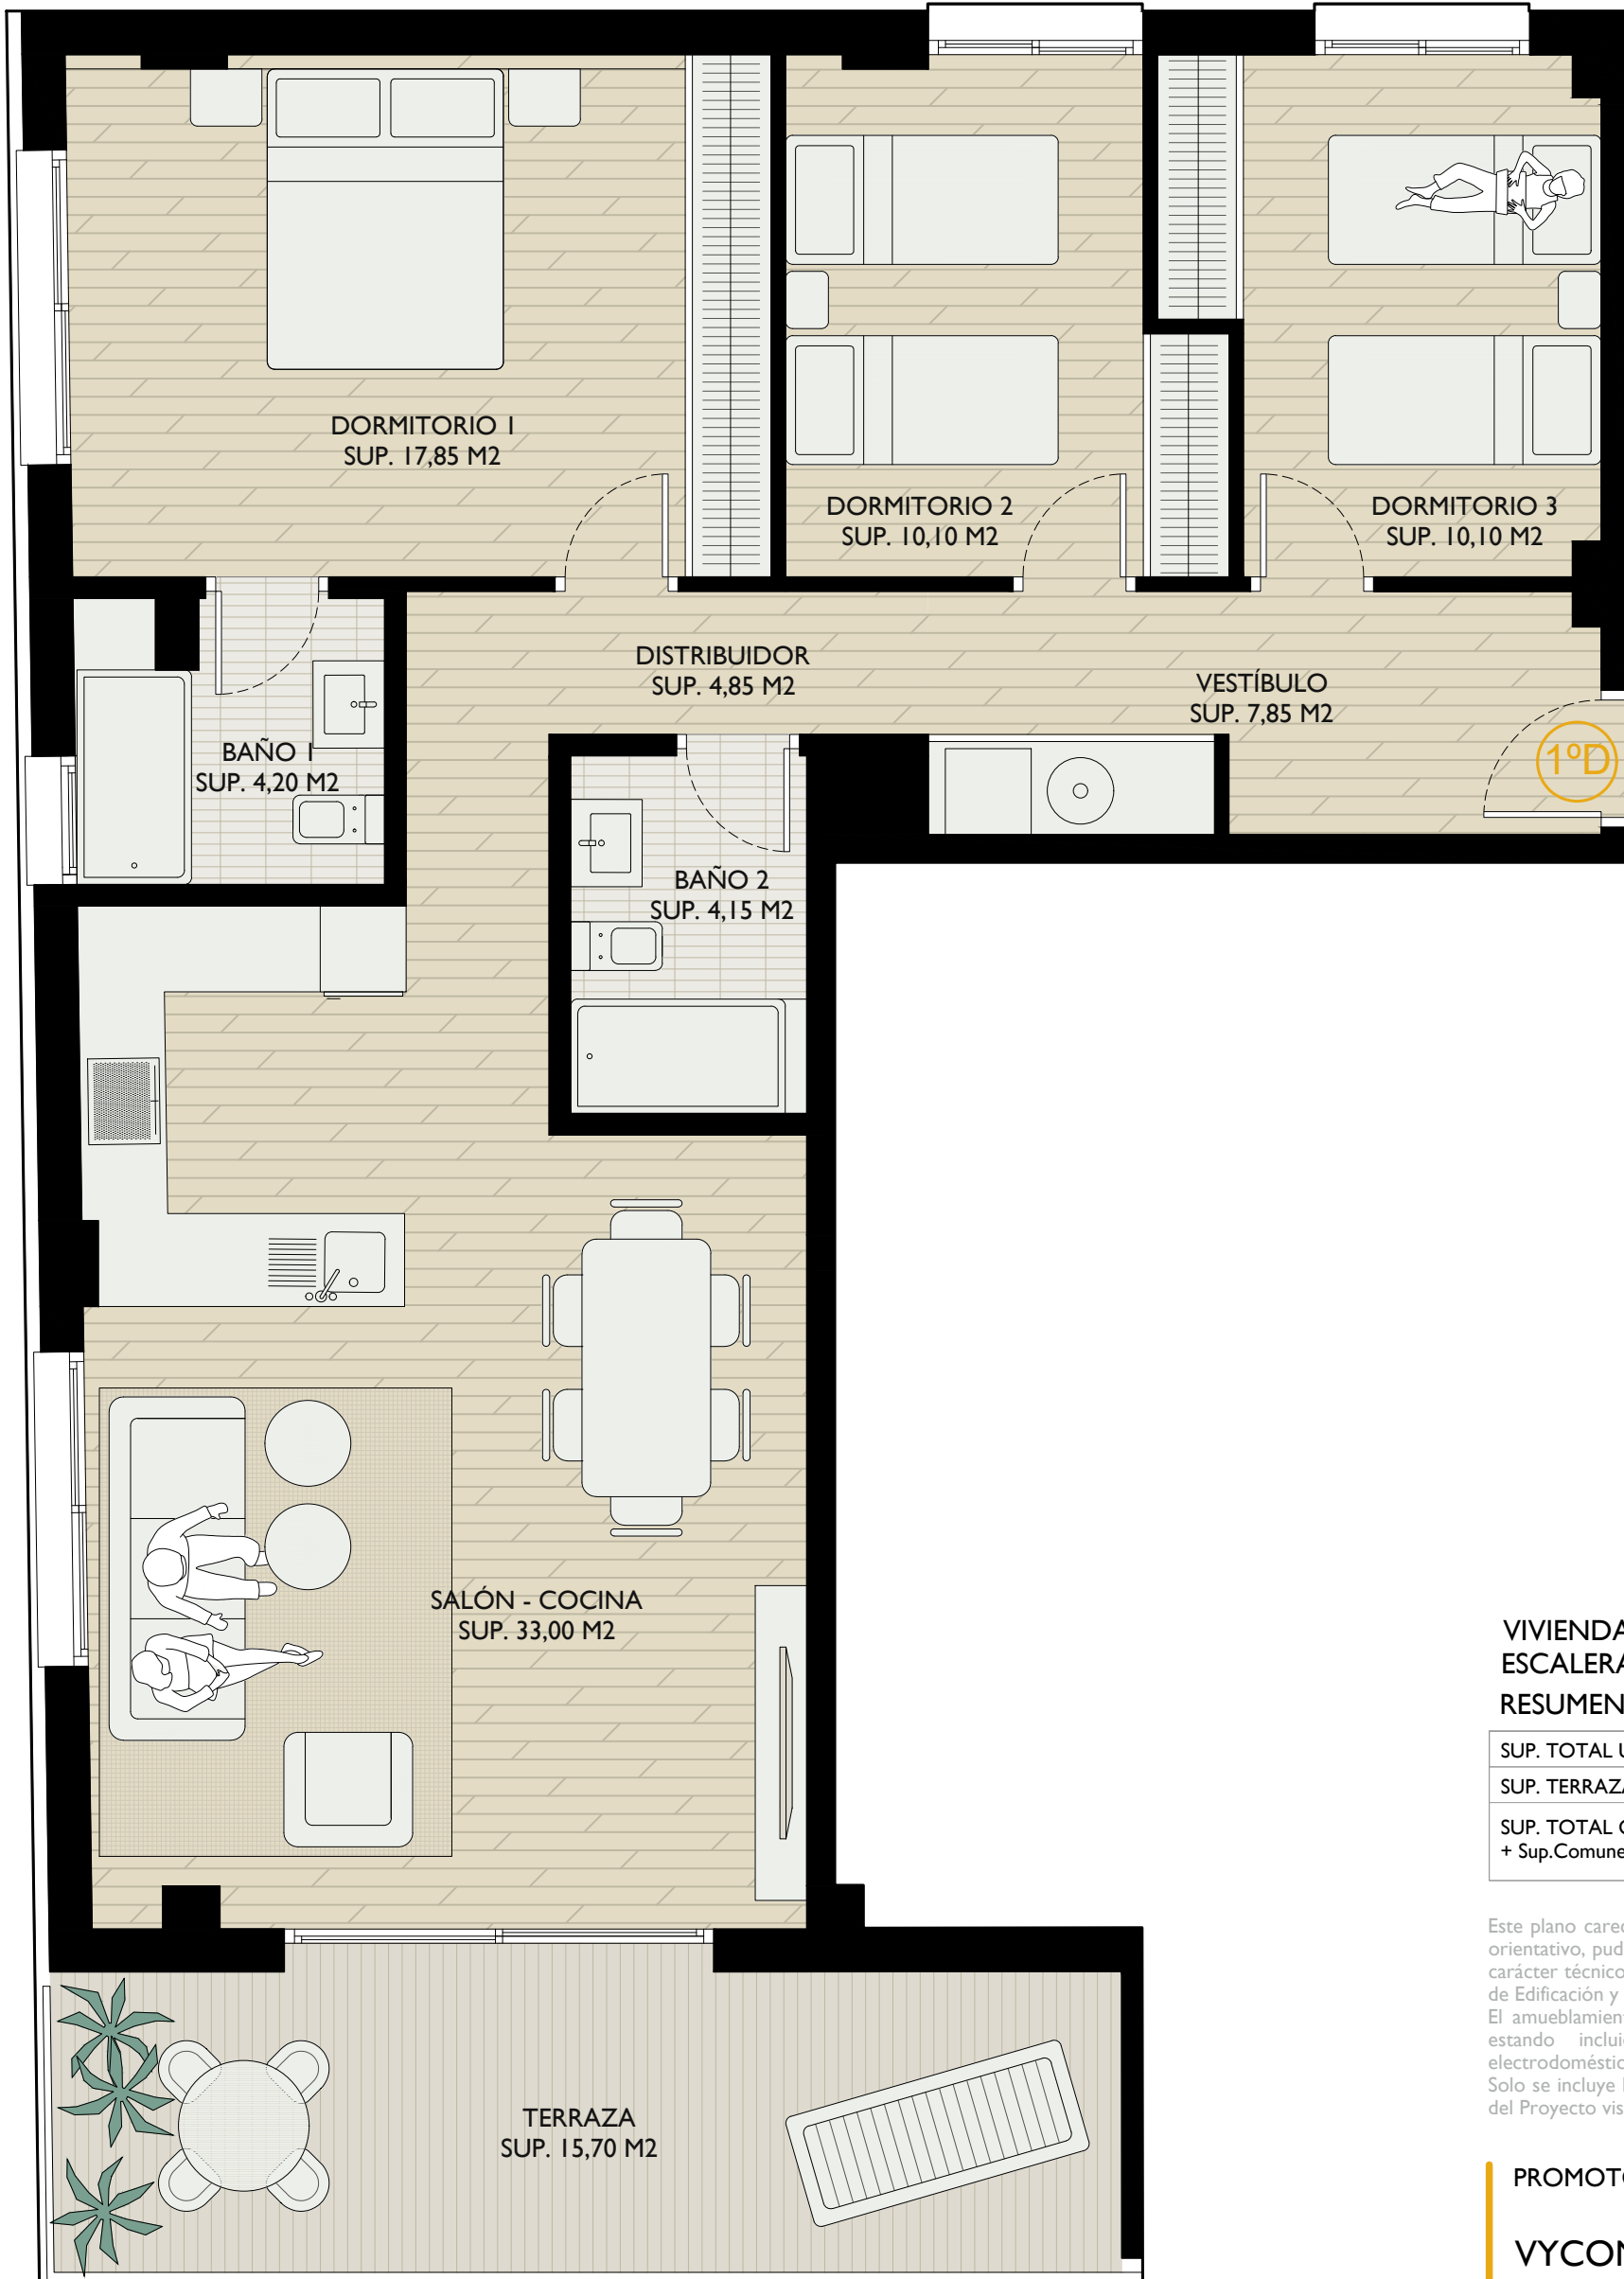 DORMITORIO 1
SUP. 17,85 M2
DORMITORIO 2
SUP. 10,10 M2
DORMITORIO 3
SUP. 10,10 M2
DISTRIBUIDOR
SUP. 4,85 M2
VESTÍBULO
SUP. 7,85 M2
1ºD
BAÑO 1
SUP. 4,20 M2
BAÑO 2
SUP. 4,15 M2
SALÓN - COCINA
SUP. 33,00 M2
TERRAZA
SUP. 15,70 M2
VIVIENDA
ESCALERA
RESUMEN
SUP. TOTAL
SUP. TERRAZA
SUP. TOTAL
+ Sup.Comune
Este plano care
orientativo, pud
carácter técnico
de Edificación y
El amueblamien
estando inclui
electrodoméstic
Solo se incluye
del Proyecto vis
PROMOTO
VYCON